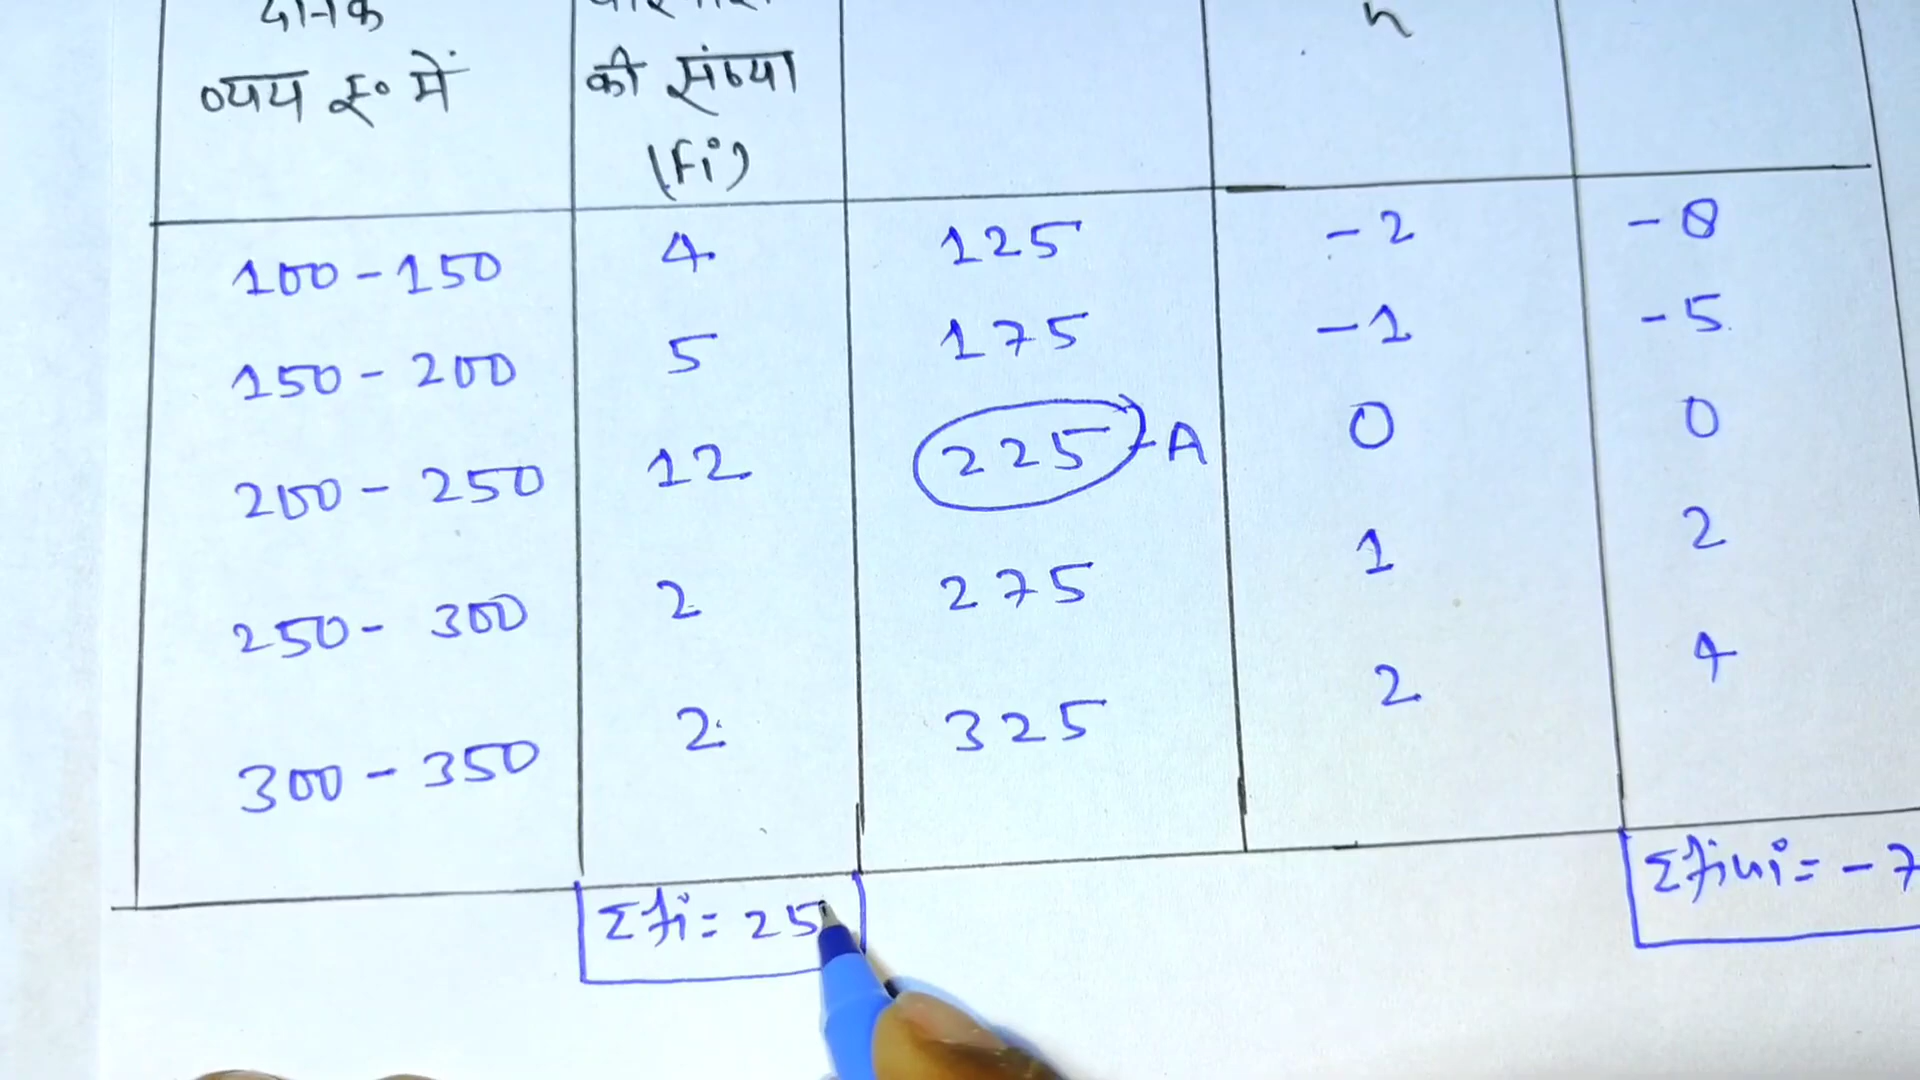 व्यय रु० में
की संख्या
(Fi)
h
100-150 4 125 -2 -8
150-200 5 175 -1 -5
200-250 12 225-A 0 0
250-300 2 275 1 2
300-350 2 325 2 4
Σfi=25
Σfiui=-7